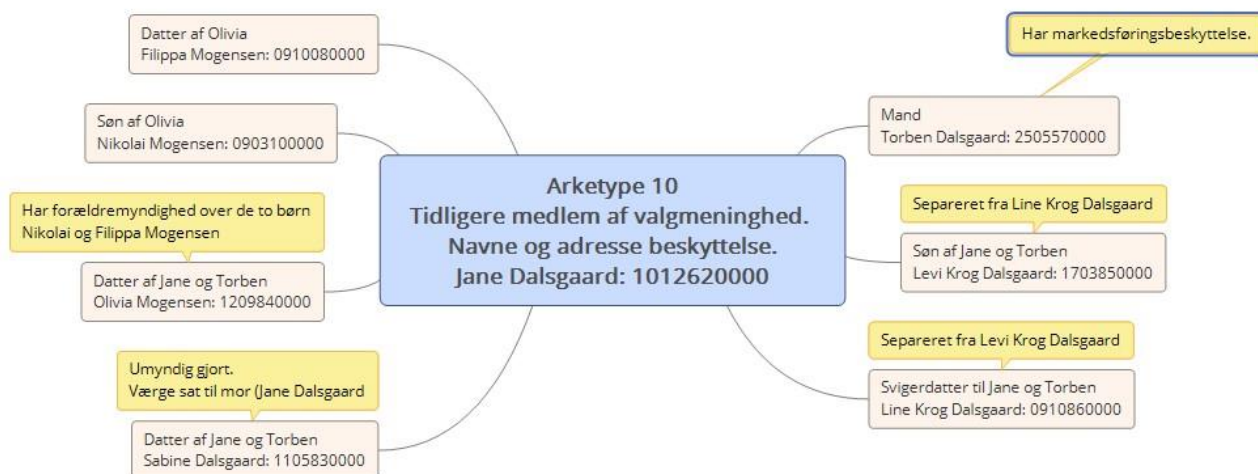 Datter af Olivia
Filippa Mogensen: 0910080000
Søn af Olivia
Nikolai Mogensen: 0903100000
Har forældremyndighed over de to børn
Nikolai og Filippa Mogensen
Datter af Jane og Torben
Olivia Mogensen: 1209840000
Umyndig gjort.
Værge sat til mor (Jane Dalsgaard
Datter af Jane og Torben
Sabine Dalsgaard: 1105830000
Arketype 10
Tidligere medlem af valgmeninghed.
Navne og adresse beskyttelse.
Jane Dalsgaard: 1012620000
Har markedsføringsbeskyttelse.
Mand
Torben Dalsgaard: 2505570000
Separeret fra Line Krog Dalsgaard
Søn af Jane og Torben
Levi Krog Dalsgaard: 1703850000
Separeret fra Levi Krog Dalsgaard
Svigerdatter til Jane og Torben
Line Krog Dalsgaard: 0910860000